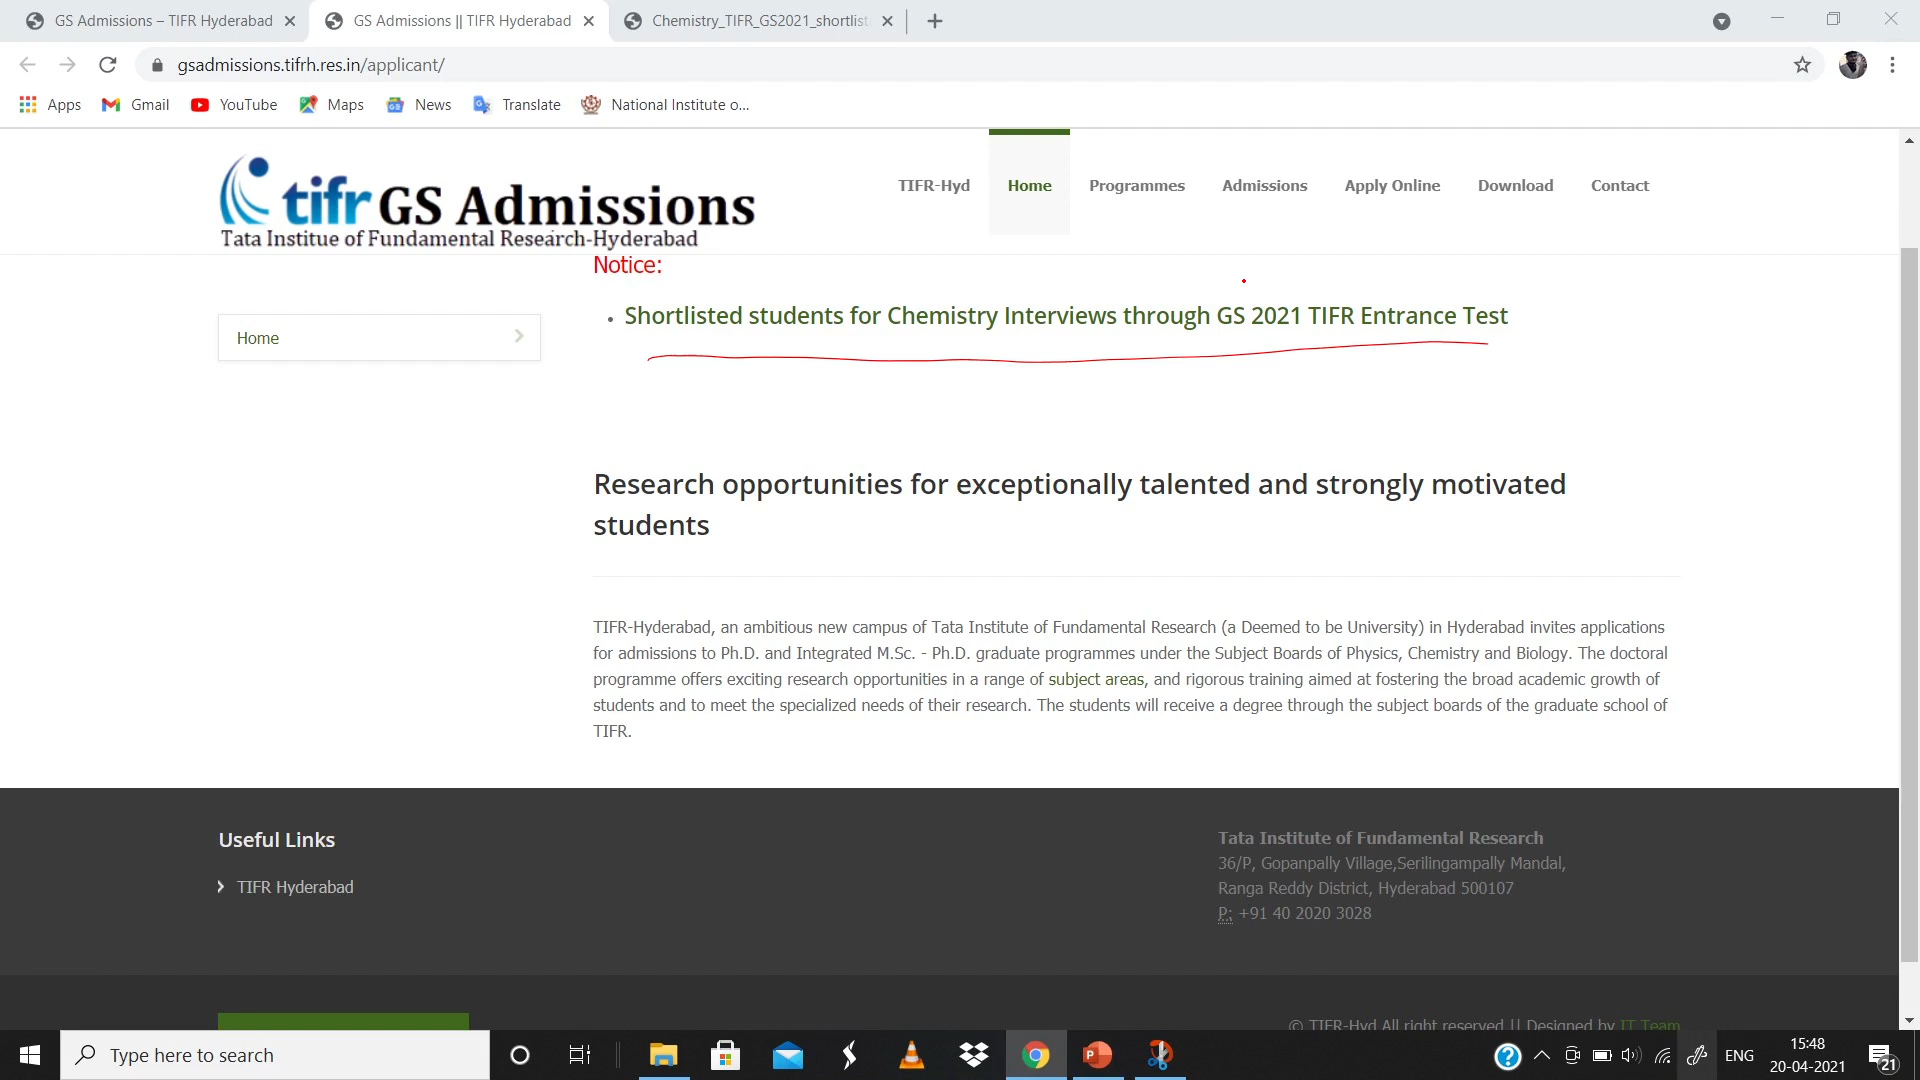 GS Admissions – TIFR Hyderabad
GS Admissions || TIFR Hyderabad
Chemistry_TIFR_GS2021_shortlist
gsadmissions.tifrh.res.in/applicant/
Apps
Gmail
YouTube
Maps
News
Translate
National Institute o...
tifr GS Admissions
Tata Institue of Fundamental Research-Hyderabad
TIFR-Hyd
Home
Programmes
Admissions
Apply Online
Download
Contact
Notice:
Shortlisted students for Chemistry Interviews through GS 2021 TIFR Entrance Test
Home
Research opportunities for exceptionally talented and strongly motivated
students
TIFR-Hyderabad, an ambitious new campus of Tata Institute of Fundamental Research (a Deemed to be University) in Hyderabad invites applications
for admissions to Ph.D. and Integrated M.Sc. - Ph.D. graduate programmes under the Subject Boards of Physics, Chemistry and Biology. The doctoral
programme offers exciting research opportunities in a range of subject areas, and rigorous training aimed at fostering the broad academic growth of
students and to meet the specialized needs of their research. The students will receive a degree through the subject boards of the graduate school of
TIFR.
Useful Links
TIFR Hyderabad
Tata Institute of Fundamental Research
36/P, Gopanpally Village,Serilingampally Mandal,
Ranga Reddy District, Hyderabad 500107
P: +91 40 2020 3028
© TIFR-Hyd All right reserved || Designed by IT Team
Type here to search
ENG
15:48
20-04-2021
21